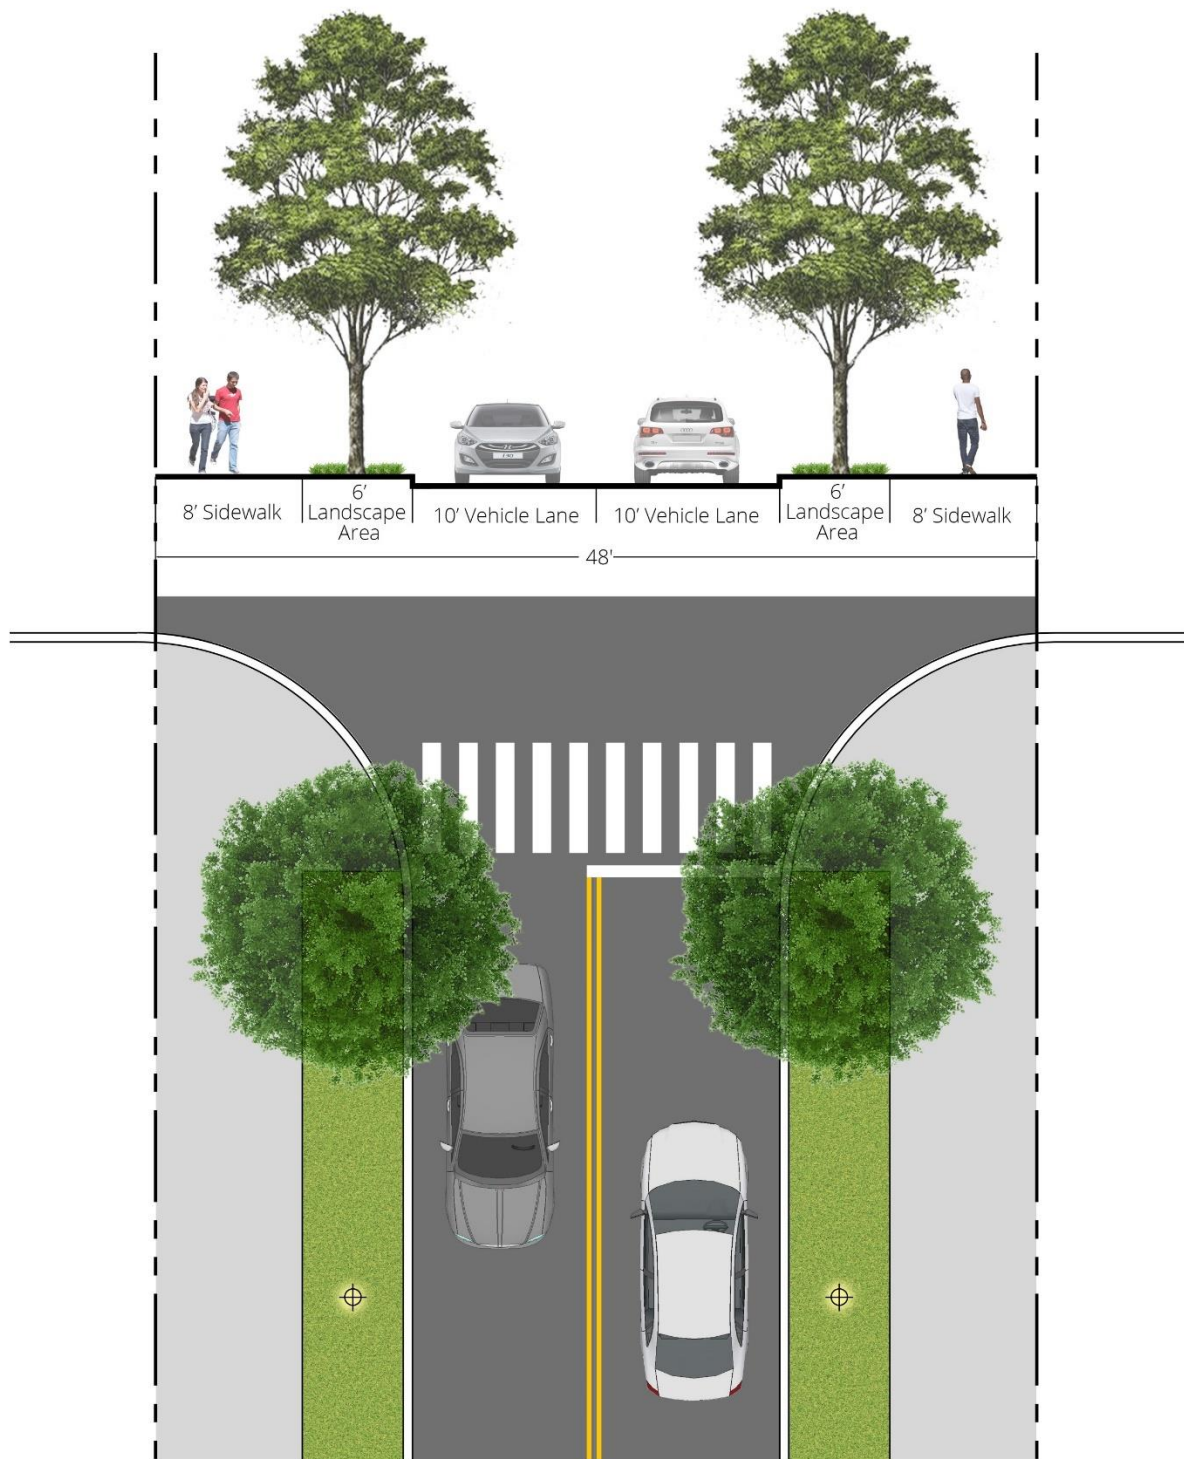 8’ Sidewalk
6’
Landscape
Area
10’ Vehicle Lane
10’ Vehicle Lane
6’
Landscape
Area
8’ Sidewalk
48'